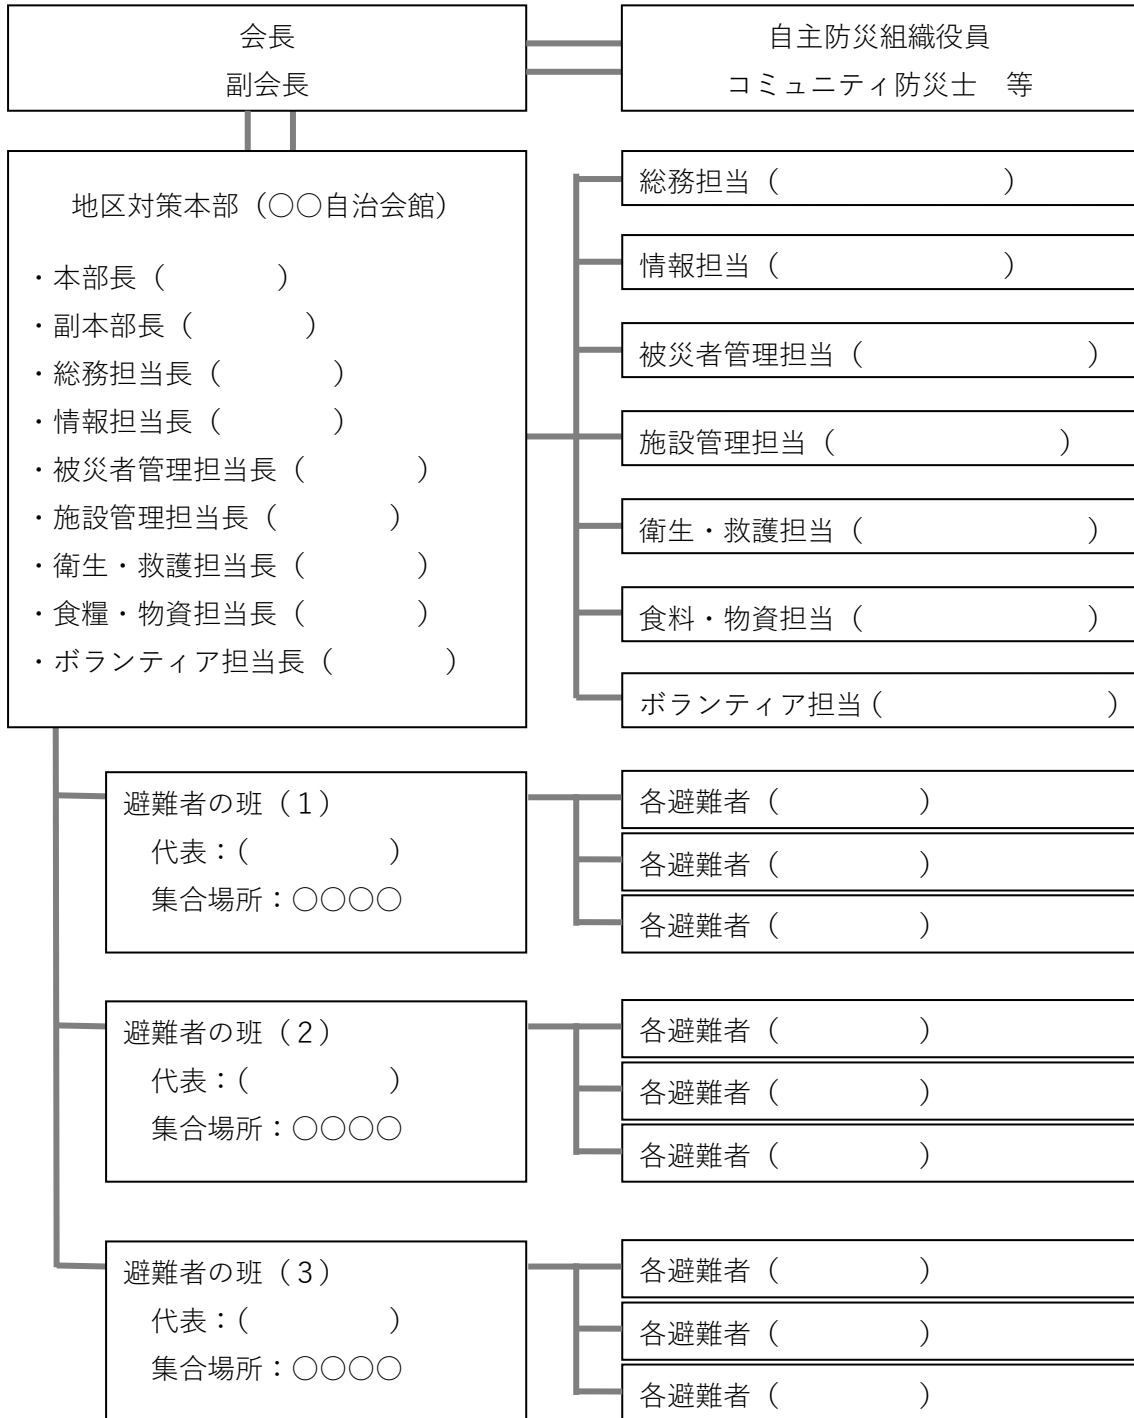 会長
副会長
自主防災組織役員
コミュニティ防災士　等
地区対策本部（○○自治会館）
・本部長（　　　　）
・副本部長（　　　　）
・総務担当長（　　　　）
・情報担当長（　　　　）
・被災者管理担当長（　　　　）
・施設管理担当長（　　　　）
・衛生・救護担当長（　　　　）
・食糧・物資担当長（　　　　）
・ボランティア担当長（　　　　）
総務担当（　　　　　　　　）
情報担当（　　　　　　　　）
被災者管理担当（　　　　　　　　）
施設管理担当（　　　　　　　　）
衛生・救護担当（　　　　　　　　）
食料・物資担当（　　　　　　　　）
ボランティア担当（　　　　　　　　）
避難者の班（１）
代表：（　　　　　）
集合場所：○○○○
各避難者（　　　　　）
各避難者（　　　　　）
各避難者（　　　　　）
避難者の班（２）
代表：（　　　　　）
集合場所：○○○○
各避難者（　　　　　）
各避難者（　　　　　）
各避難者（　　　　　）
避難者の班（３）
代表：（　　　　　）
集合場所：○○○○
各避難者（　　　　　）
各避難者（　　　　　）
各避難者（　　　　　）